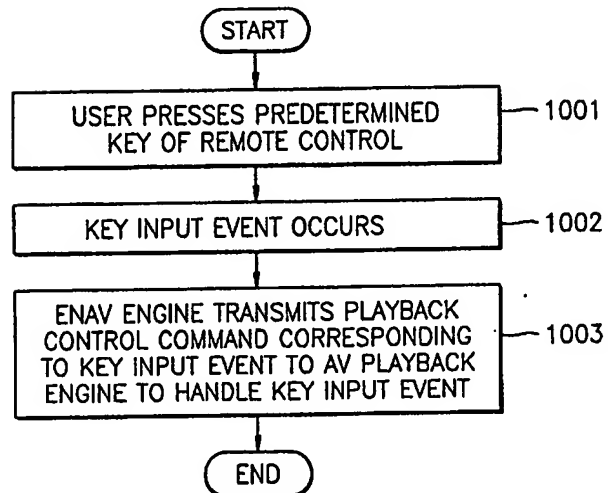 START
USER PRESSES PREDETERMINED
KEY OF REMOTE CONTROL
1001
KEY INPUT EVENT OCCURS
1002
ENAV ENGINE TRANSMITS PLAYBACK
CONTROL COMMAND CORRESPONDING
TO KEY INPUT EVENT TO AV PLAYBACK
ENGINE TO HANDLE KEY INPUT EVENT
1003
END